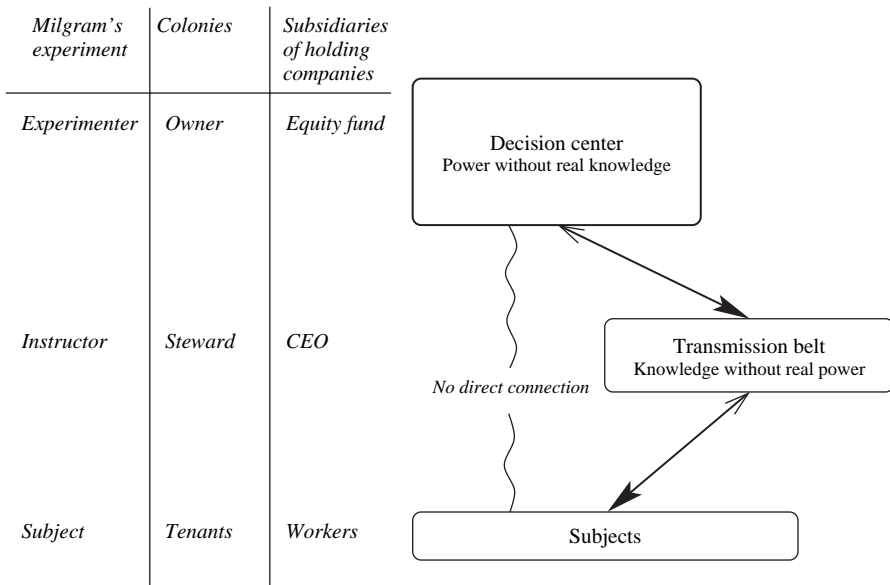 Milgram's Colonies Subsidiaries
experiment of holding
companies
Experimenter Owner Equity fund
Decision center
Power without real knowledge
Instructor Steward CEO
Transmission belt
Knowledge without real power
No direct connection
Subject Tenants Workers
Subjects